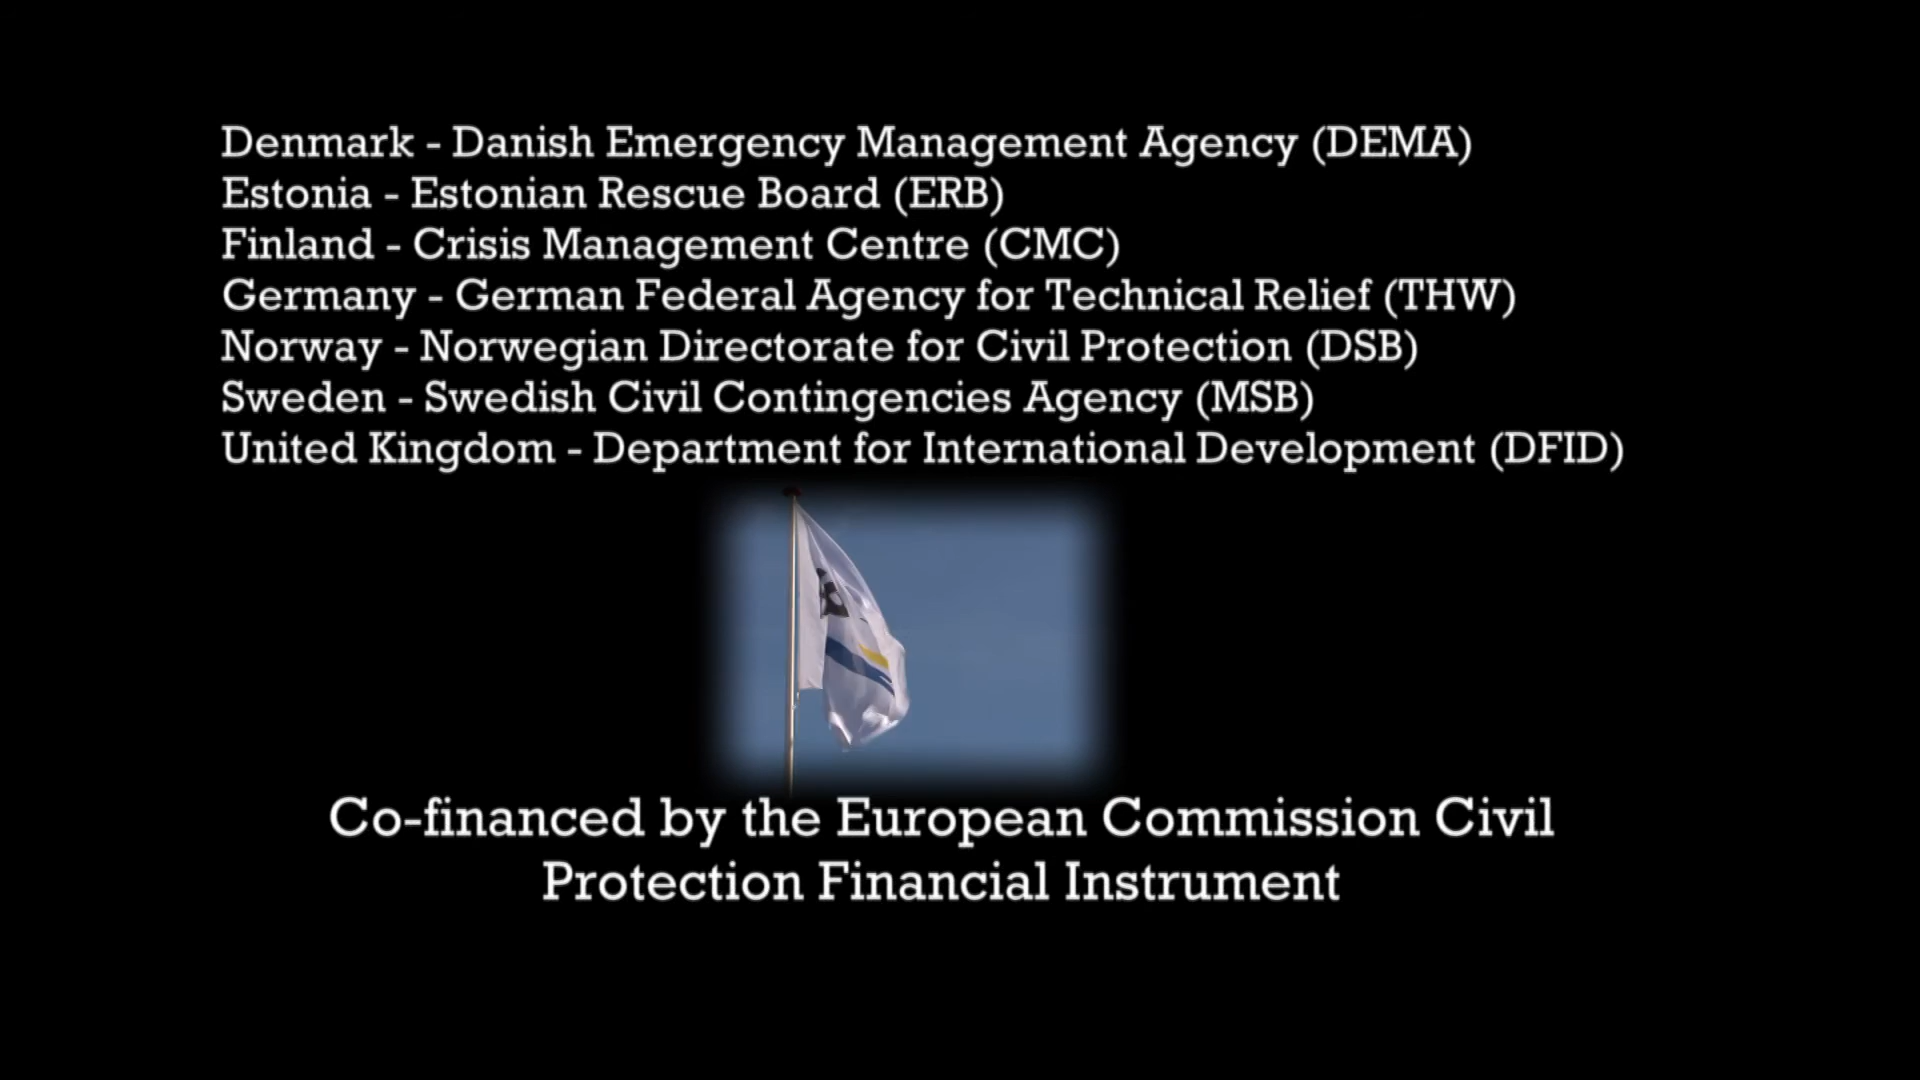 Denmark - Danish Emergency Management Agency (DEMA)
Estonia - Estonian Rescue Board (ERB)
Finland - Crisis Management Centre (CMC)
Germany - German Federal Agency for Technical Relief (THW)
Norway - Norwegian Directorate for Civil Protection (DSB)
Sweden - Swedish Civil Contingencies Agency (MSB)
United Kingdom - Department for International Development (DFID)
Co-financed by the European Commission Civil
Protection Financial Instrument